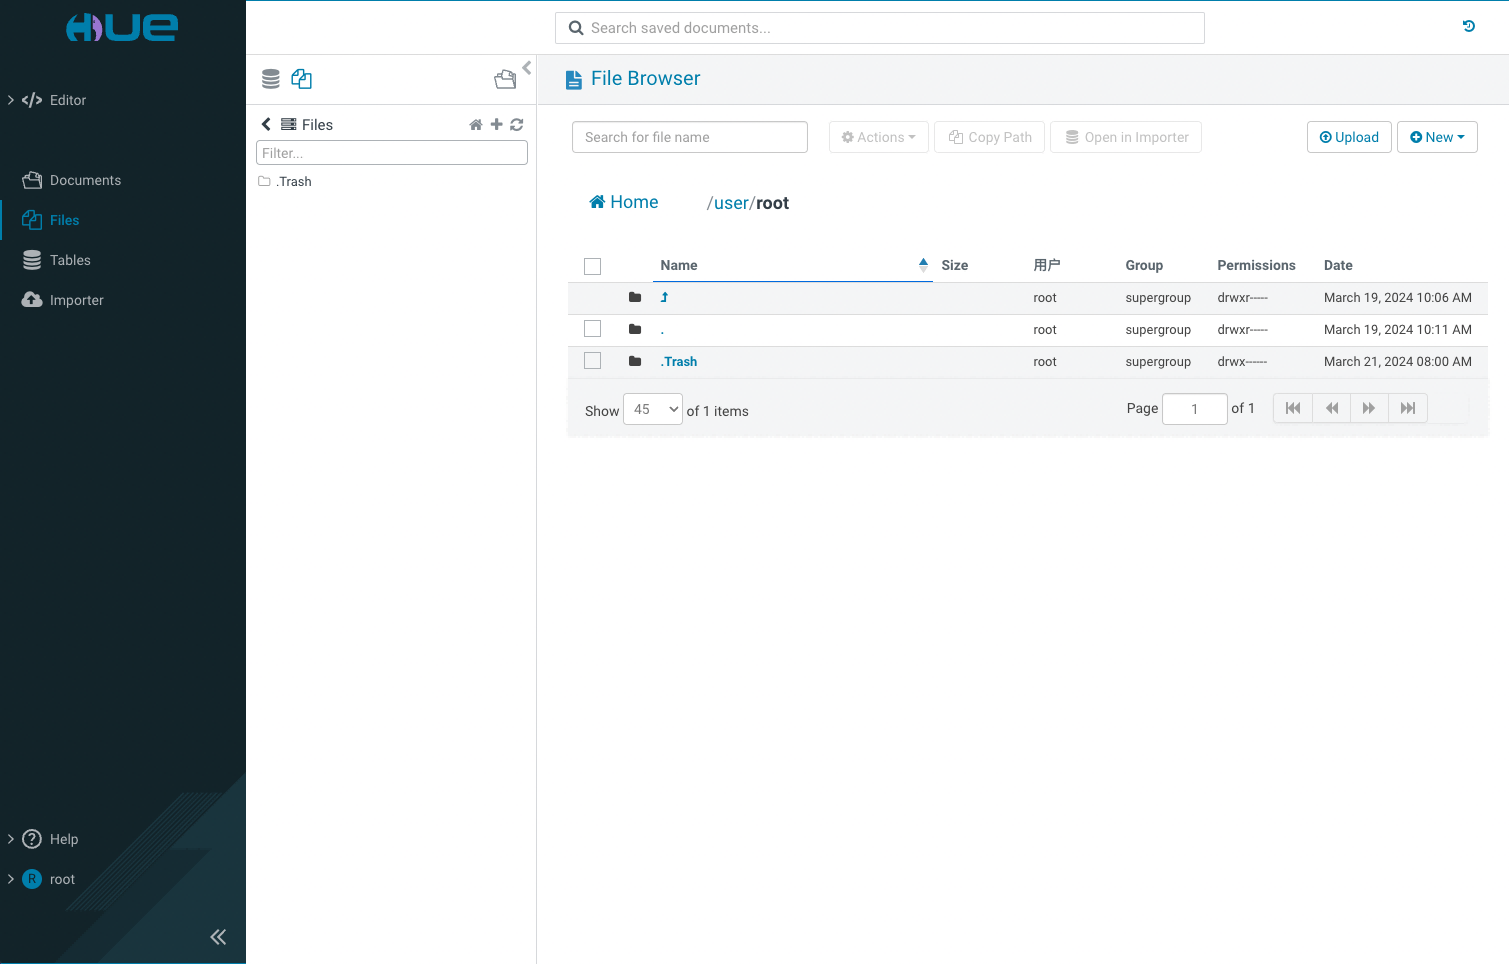 HUE
Search saved documents...
Editor
Documents
Files
Tables
Importer
Help
R root
Files
Filter...
.Trash
File Browser
Search for file name Actions Copy Path Open in Importer Upload New
Home /user/root
Name Size 用户 Group Permissions Date
root supergroup drwxr----- March 19, 2024 10:06 AM
. root supergroup drwxr----- March 19, 2024 10:11 AM
.Trash root supergroup drwx------ March 21, 2024 08:00 AM
Show 45 of 1 items Page 1 of 1